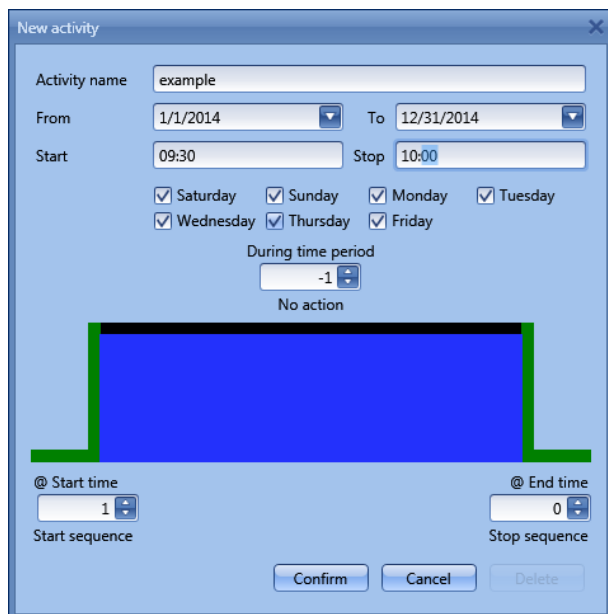 New activity
Activity name example
From 1/1/2014 To 12/31/2014
Start 09:30 Stop 10:00
Saturday Sunday Monday Tuesday
Wednesday Thursday Friday
During time period
-1
No action
@ Start time @ End time
1 0
Start sequence Stop sequence
Confirm Cancel Delete